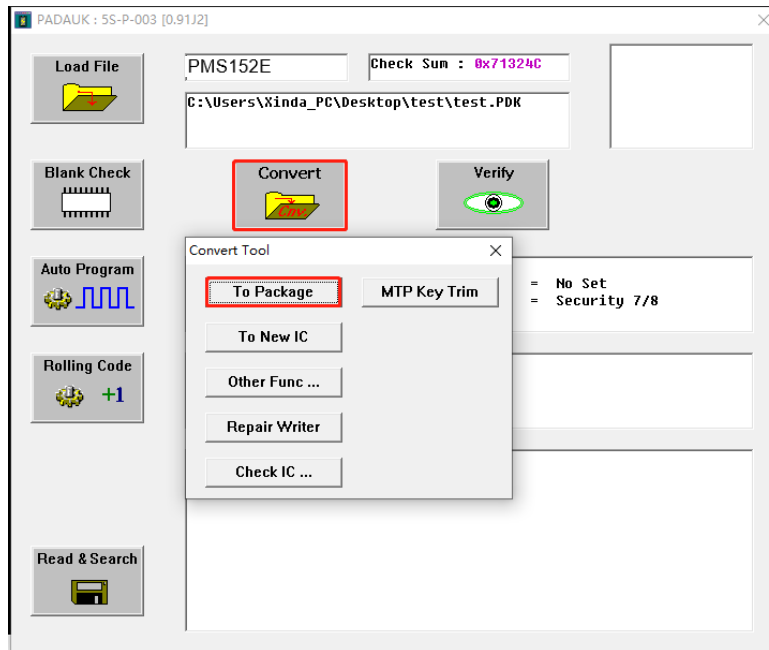 PADAUK : 5S-P-003 [0.91J2]
Load File
PMS152E
Check Sum : 0x71324C
C:\Users\Xinda_PC\Desktop\test\test.PDK
Blank Check
Convert
Cnv.
Verify
Convert Tool
Auto Program
To Package
MTP Key Trim
= No Set
= Security 7/8
To New IC
Rolling Code
+1
Other Func ...
Repair Writer
Check IC ...
Read & Search